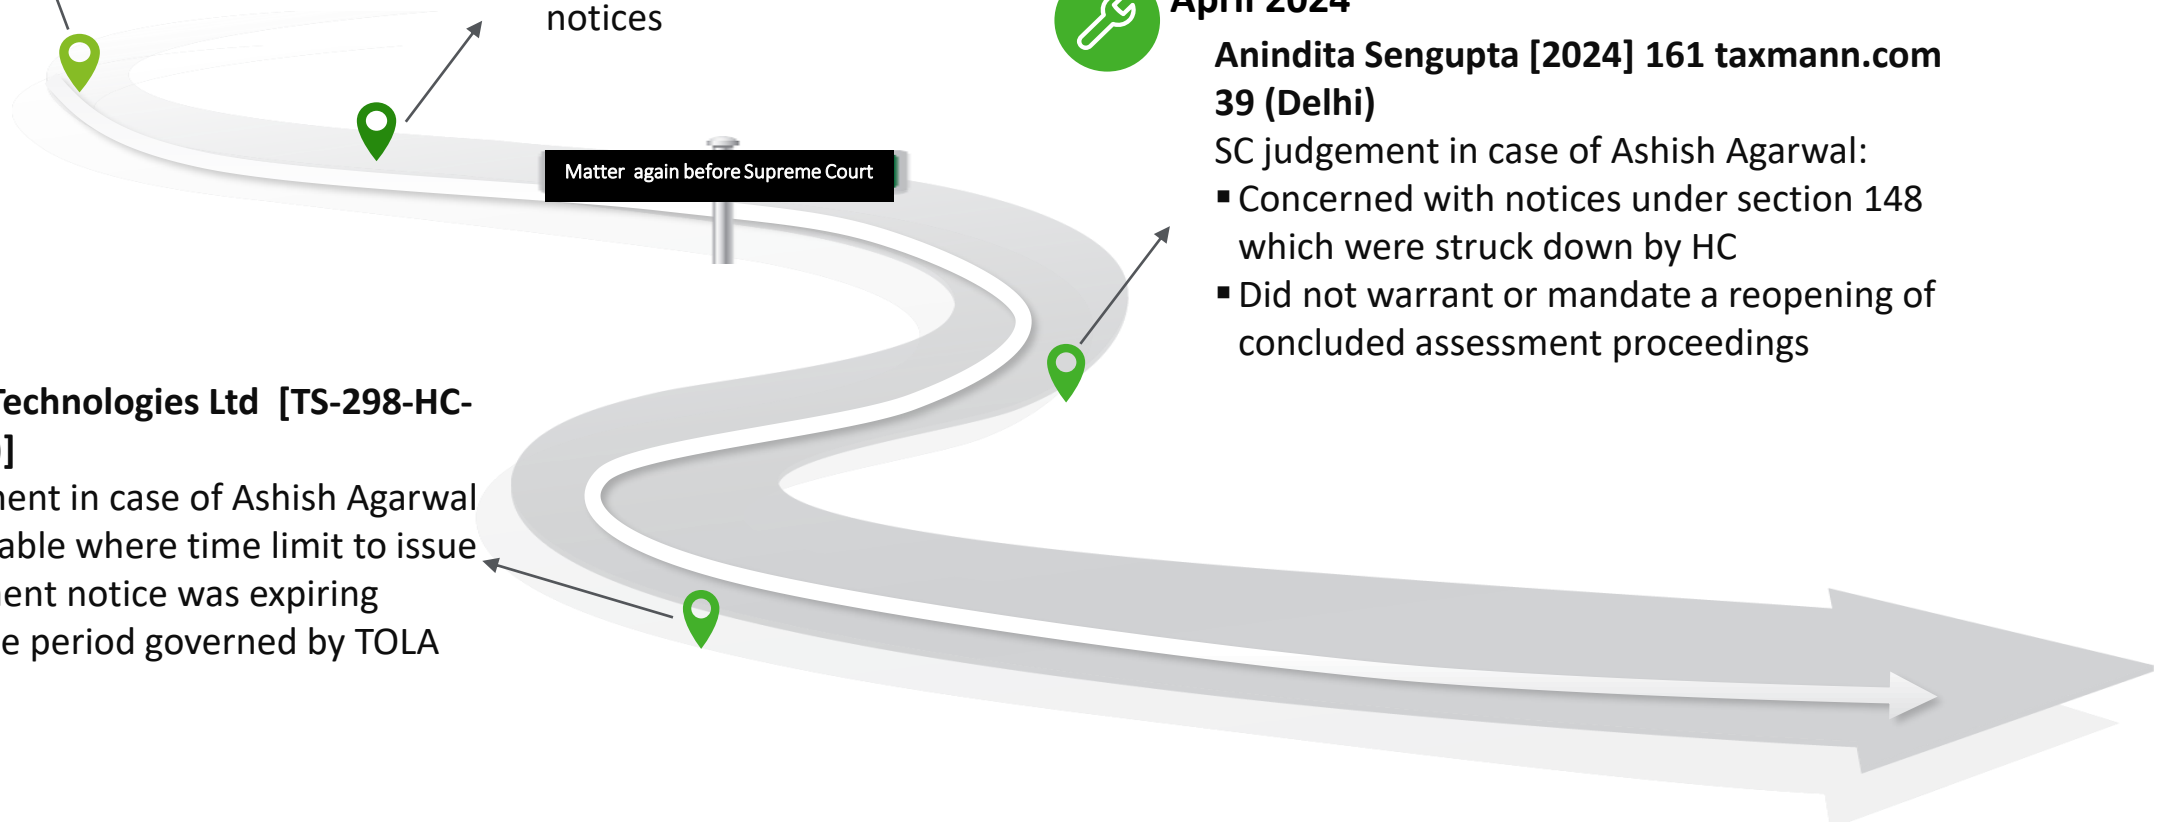 notices
April 2024
Anindita Sengupta [2024] 161 taxmann.com
39 (Delhi)
SC judgement in case of Ashish Agarwal:
▪ Concerned with notices under section 148
which were struck down by HC
▪ Did not warrant or mandate a reopening of
concluded assessment proceedings
Matter again before Supreme Court
Technologies Ltd [TS-298-HC-
]
ment in case of Ashish Agarwal
able where time limit to issue
ment notice was expiring
e period governed by TOLA